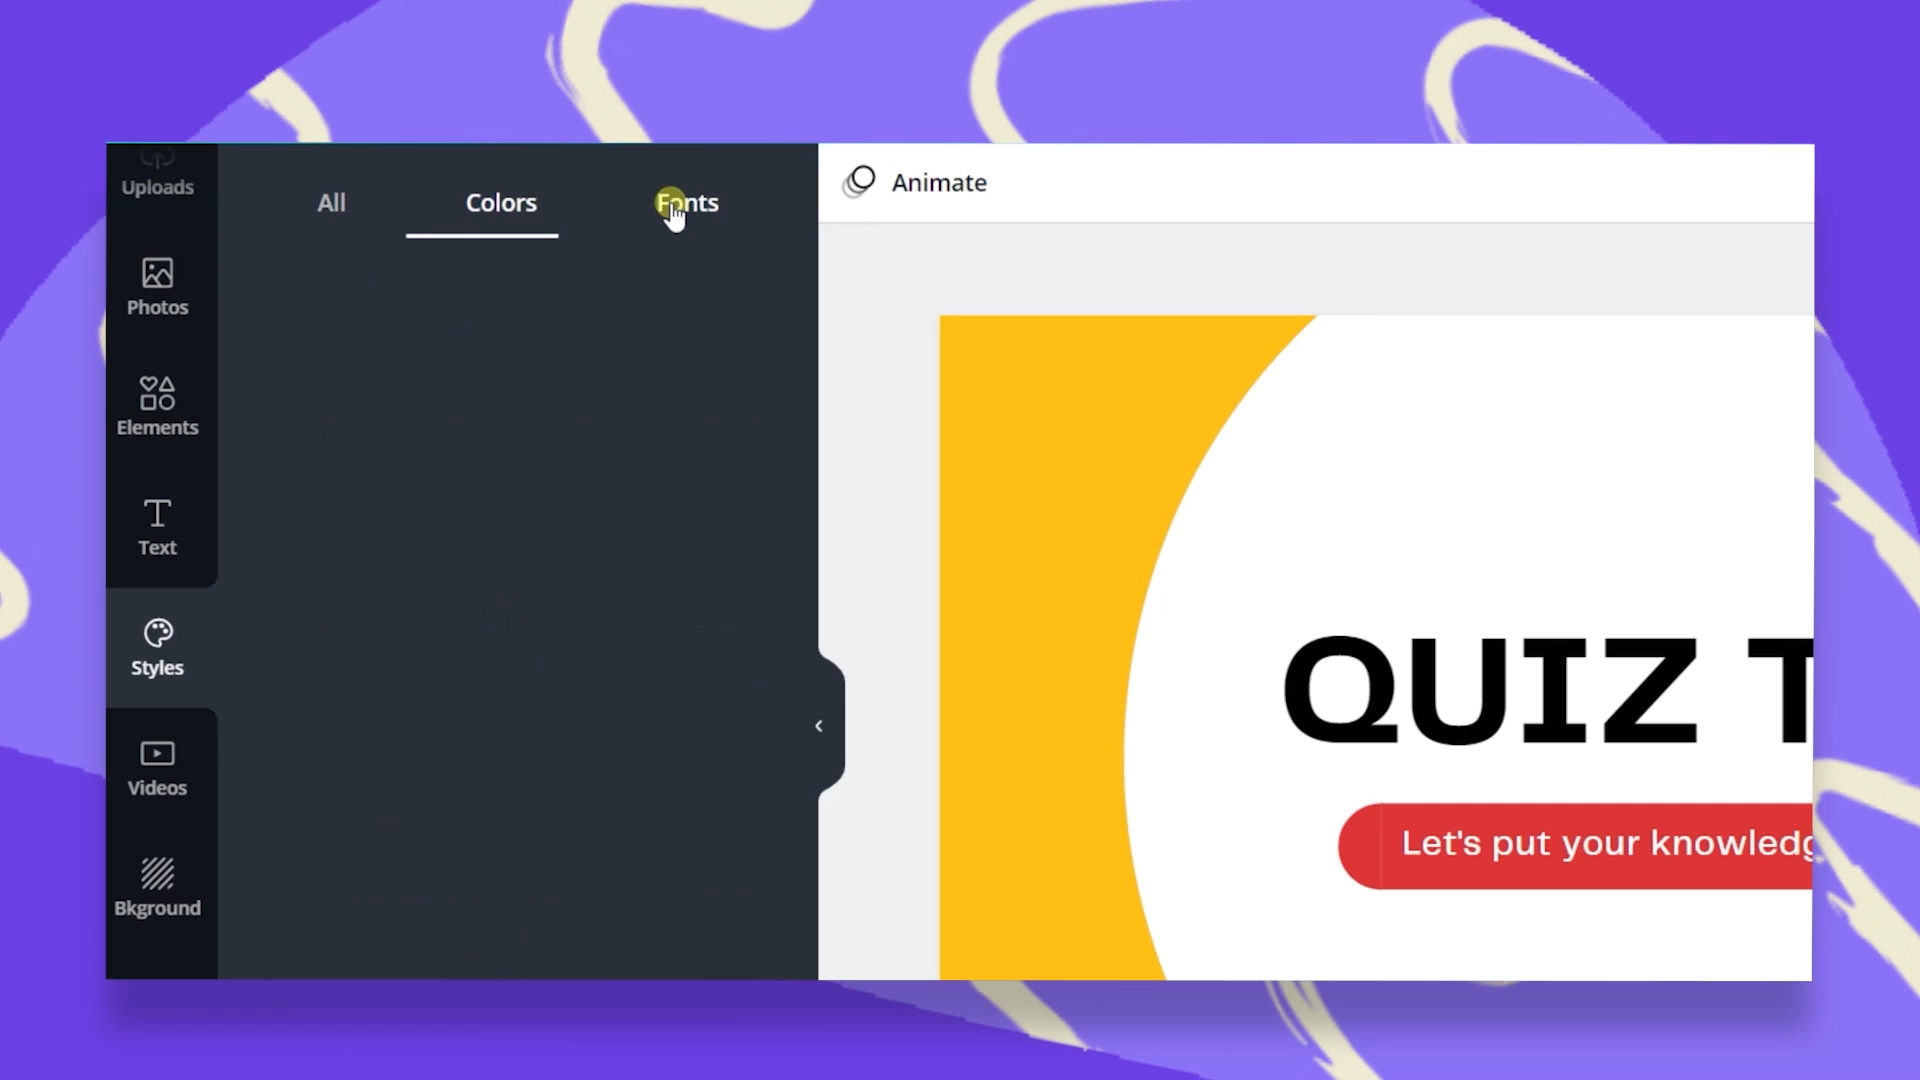 Uploads
Photos
Elements
Text
Styles
Videos
Bkground
All Colors Fonts
Animate
QUIZ T
Let's put your knowledg